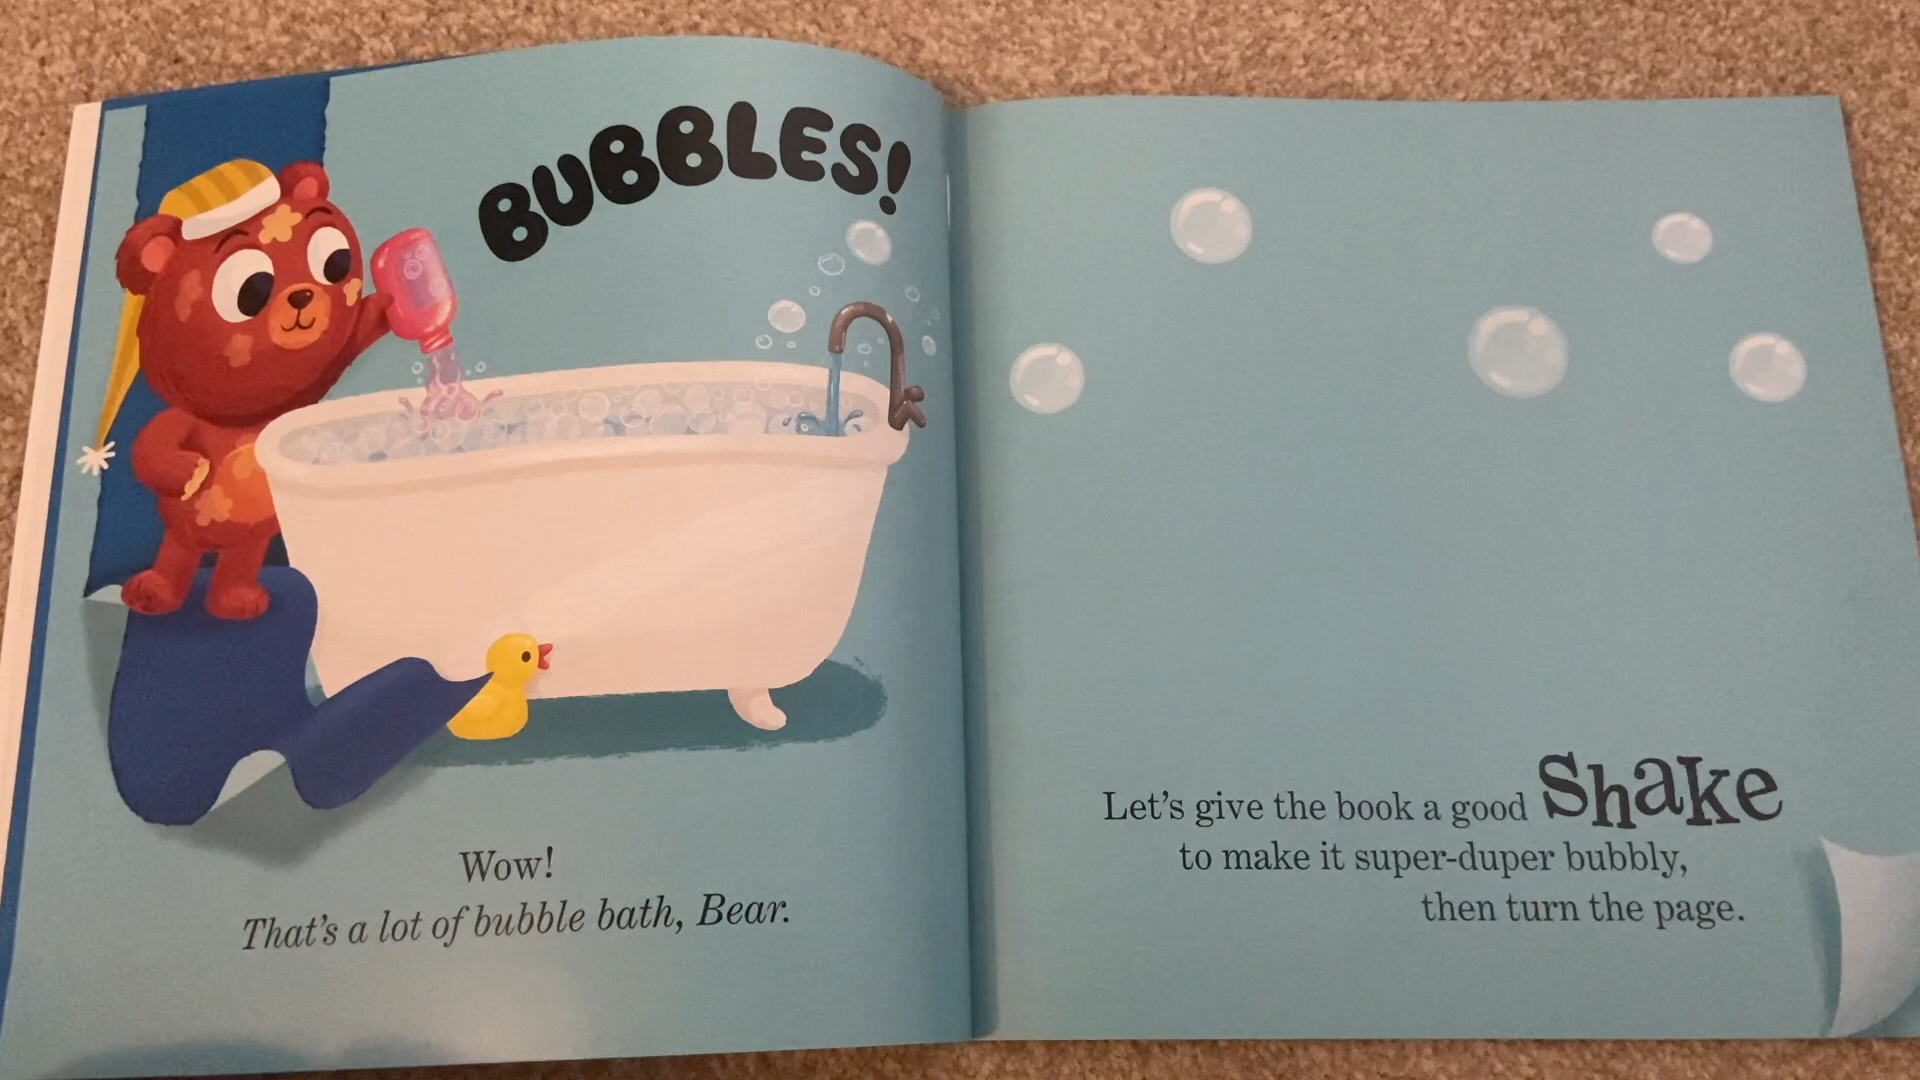 BUBBLES!
Wow!
That's a lot of bubble bath, Bear.
Let's give the book a good Shake
to make it super-duper bubbly,
then turn the page.